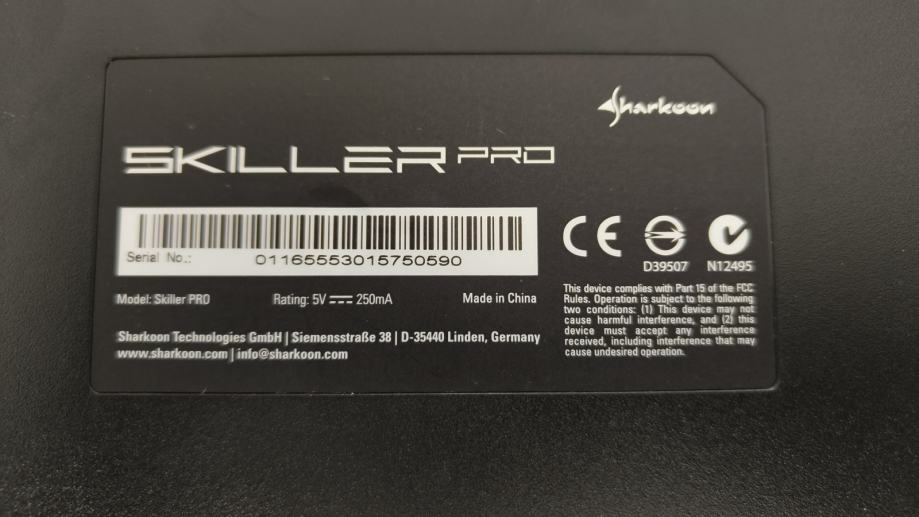 Sharkoon
SKILLER PRO
Serial No.: 01165553015750590
CE
D39507 N12495
Model: Skiller PRO Rating: 5V 250mA Made in China
Sharkoon Technologies GmbH | Siemensstraße 38 | D-35440 Linden, Germany
www.sharkoon.com | info@sharkoon.com
This device complies with Part 15 of the FCC
Rules. Operation is subject to the following
two conditions: (1) This device may not
cause harmful interference, and (2) this
device must accept any interference
received, including interference that may
cause undesired operation.